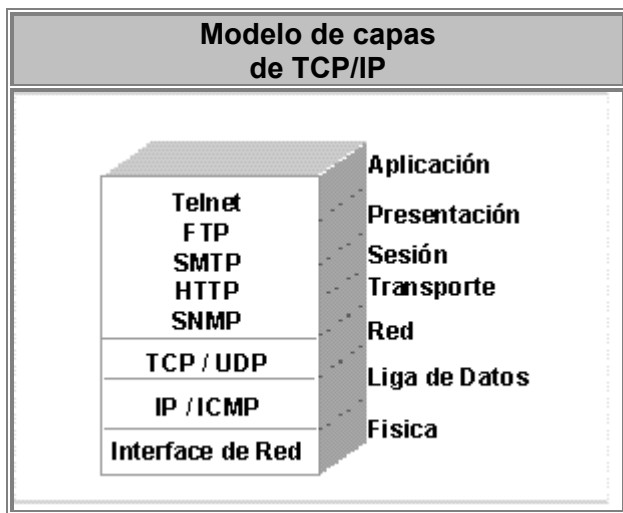 Modelo de capas
de TCP/IP
Telnet
FTP
SMTP
HTTP
SNMP
TCP / UDP
IP / ICMP
Interface de Red
Aplicación
Presentación
Sesión
Transporte
Red
Liga de Datos
Fisica